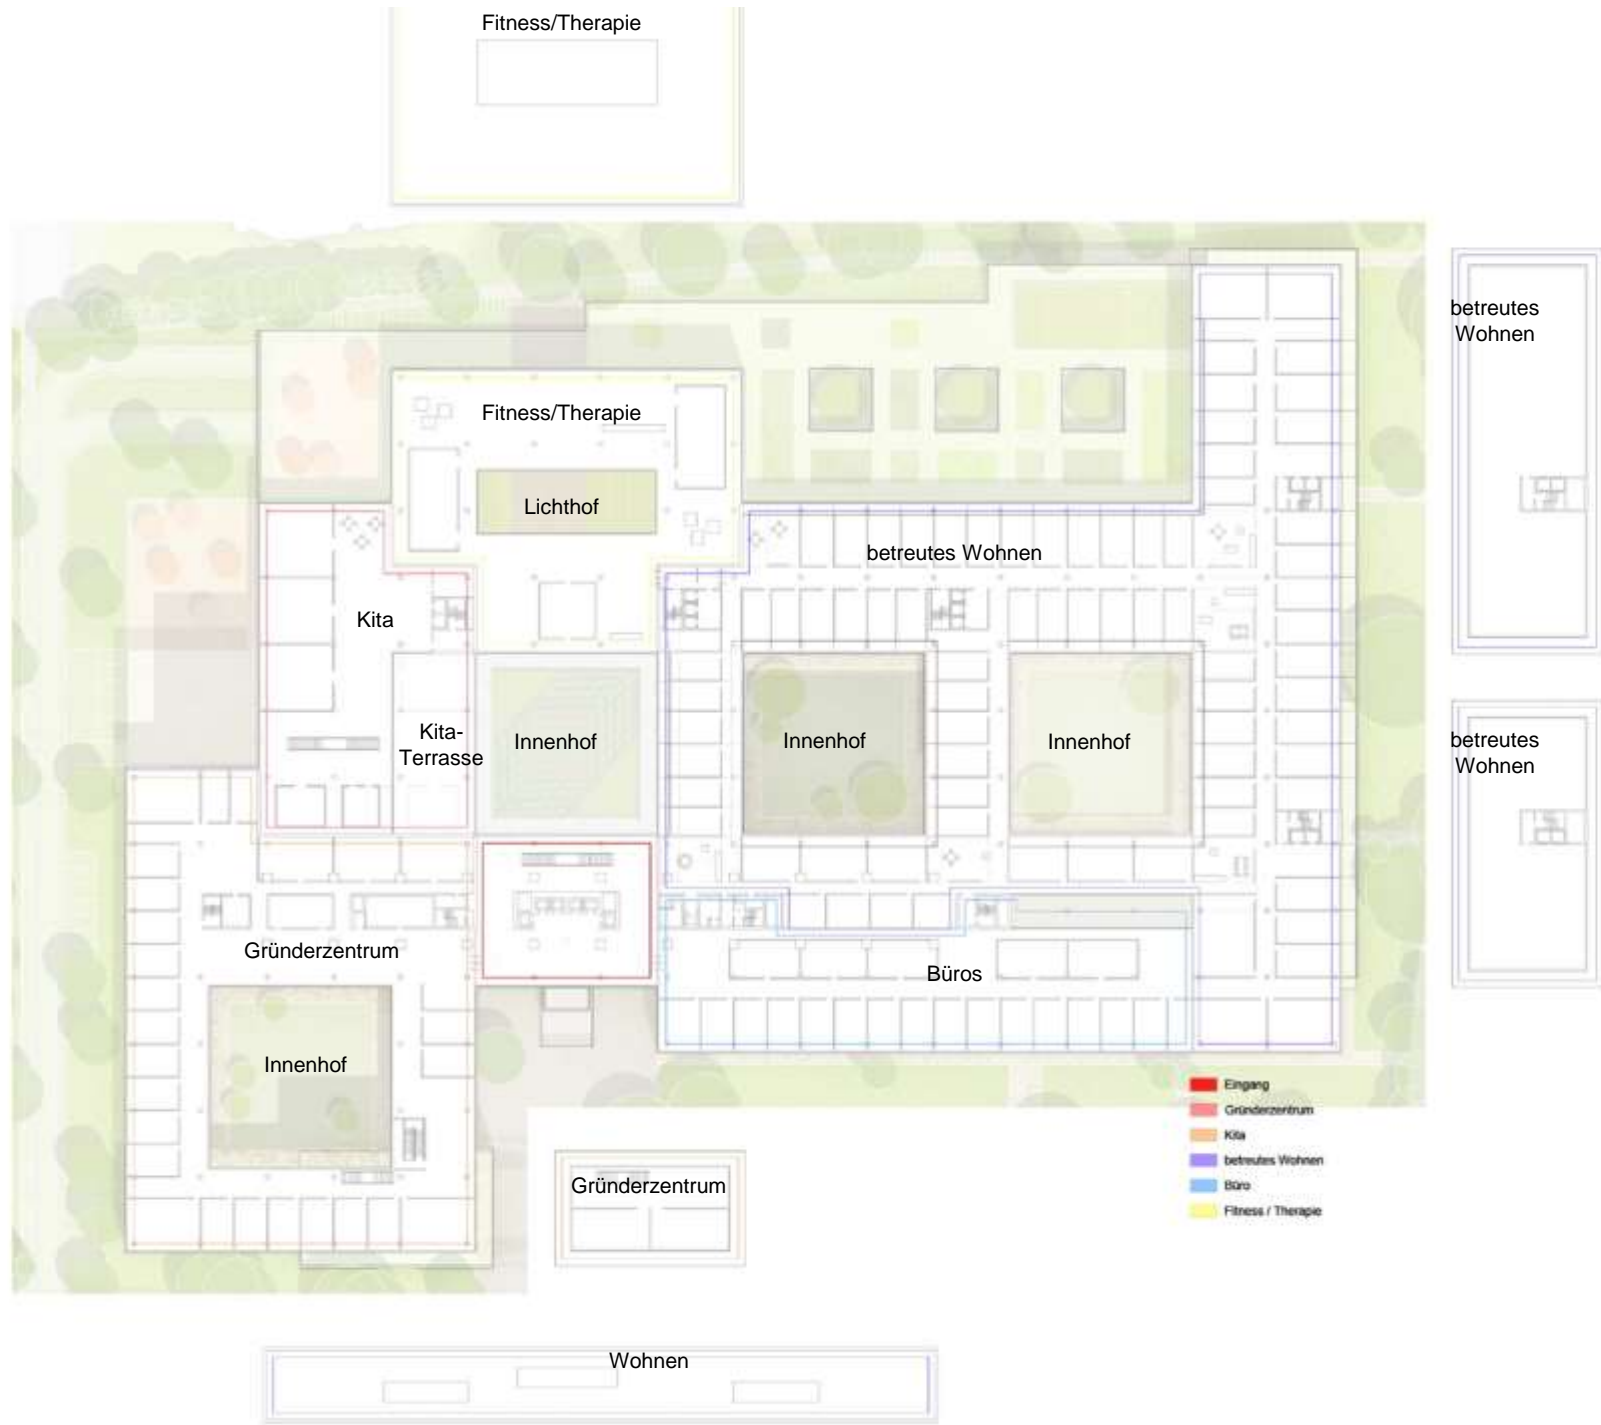 Fitness/Therapie
betreutes
Wohnen
Fitness/Therapie
Lichthof
betreutes Wohnen
Kita
Kita-
Terrasse
Innenhof
Innenhof
Innenhof
betreutes
Wohnen
Gründerzentrum
Büros
Innenhof
Eingang
Gründerzentrum
Kita
betreutes Wohnen
Büro
Fitness / Therapie
Gründerzentrum
Wohnen